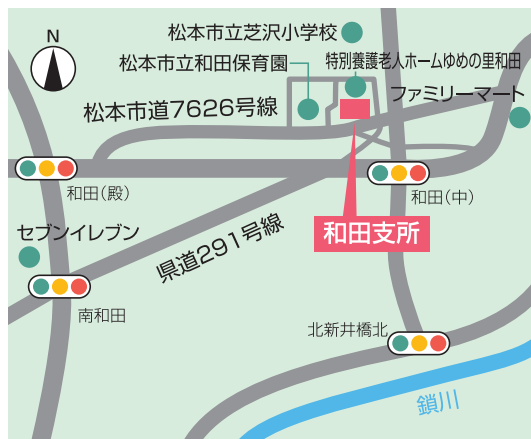 N
松本市立芝沢小学校
松本市立和田保育園
特別養護老人ホームゆめの里和田
ファミリーマート
松本市道7626号線
和田（殿）
和田（中）
和田支所
セブンイレブン
県道291号線
南和田
北新井橋北
鎖川